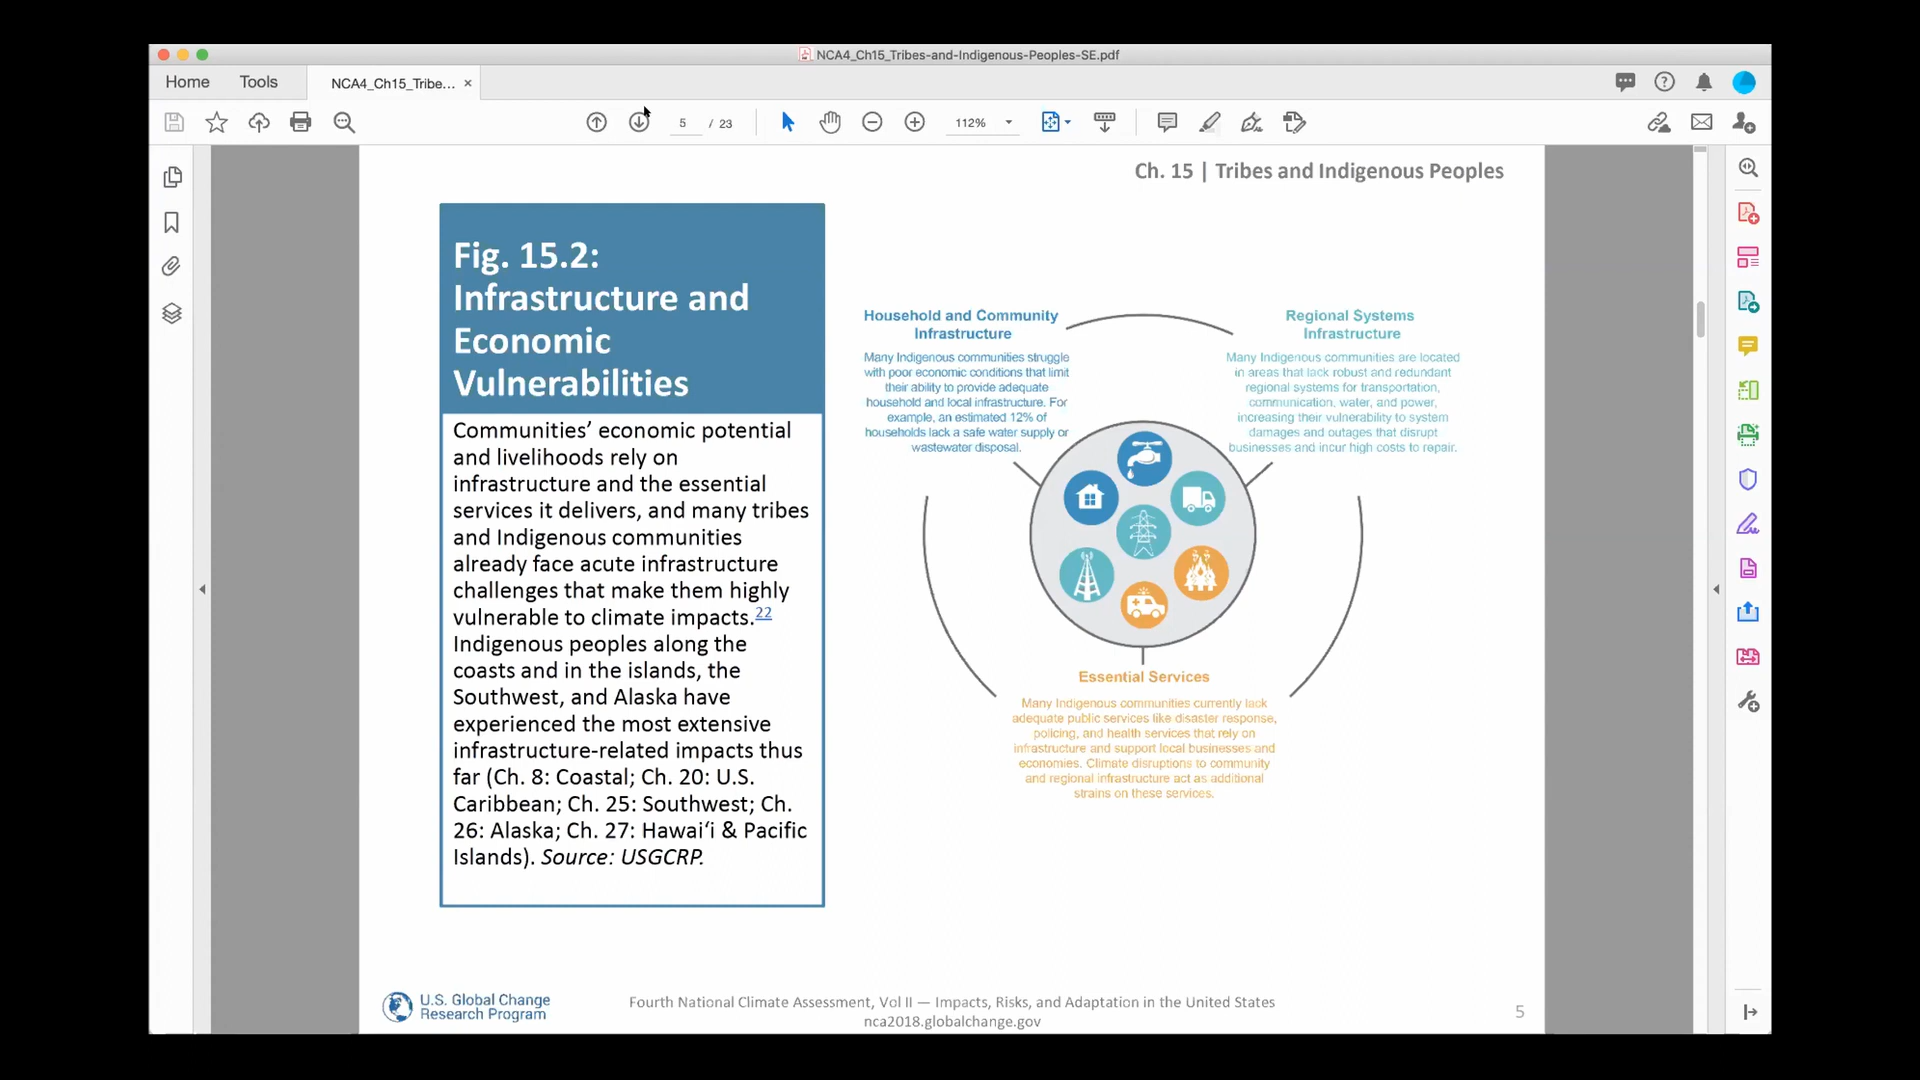 NCA4_Ch15_Tribes-and-Indigenous-Peoples-SE.pdf
Home
Tools
NCA4_Ch15_Tribe...
5
/ 23
112%
Ch. 15 | Tribes and Indigenous Peoples
Fig. 15.2:
Infrastructure and
Economic
Vulnerabilities
Communities’ economic potential
and livelihoods rely on
infrastructure and the essential
services it delivers, and many tribes
and Indigenous communities
already face acute infrastructure
challenges that make them highly
vulnerable to climate impacts.22
Indigenous peoples along the
coasts and in the islands, the
Southwest, and Alaska have
experienced the most extensive
infrastructure-related impacts thus
far (Ch. 8: Coastal; Ch. 20: U.S.
Caribbean; Ch. 25: Southwest; Ch.
26: Alaska; Ch. 27: Hawai‘i & Pacific
Islands). Source: USGCRP.
Household and Community
Infrastructure
Many Indigenous communities struggle
with poor economic conditions that limit
their ability to provide adequate
household and local infrastructure. For
example, an estimated 12% of
households lack a safe water supply or
wastewater disposal.
Regional Systems
Infrastructure
Many Indigenous communities are located
in areas that lack robust and redundant
regional systems for transportation,
communication, water, and power,
increasing their vulnerability to system
damages and outages that disrupt
businesses and incur high costs to repair.
Essential Services
Many Indigenous communities currently lack
adequate public services like disaster response,
policing, and health services that rely on
infrastructure and support local businesses and
economies. Climate disruptions to community
and regional infrastructure act as additional
strains on these services.
U.S. Global Change
Research Program
Fourth National Climate Assessment, Vol II — Impacts, Risks, and Adaptation in the United States
nca2018.globalchange.gov
5